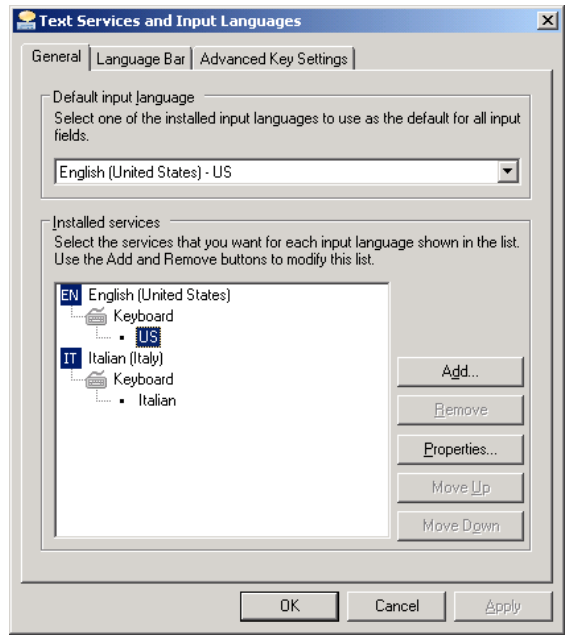 Text Services and Input Languages
General
Language Bar
Advanced Key Settings
Default input language
Select one of the installed input languages to use as the default for all input
fields.
English (United States) - US
Installed services
Select the services that you want for each input language shown in the list.
Use the Add and Remove buttons to modify this list.
EN English (United States)
Keyboard
US
IT Italian (Italy)
Keyboard
Italian
Add...
Remove
Properties...
Move Up
Move Down
OK
Cancel
Apply